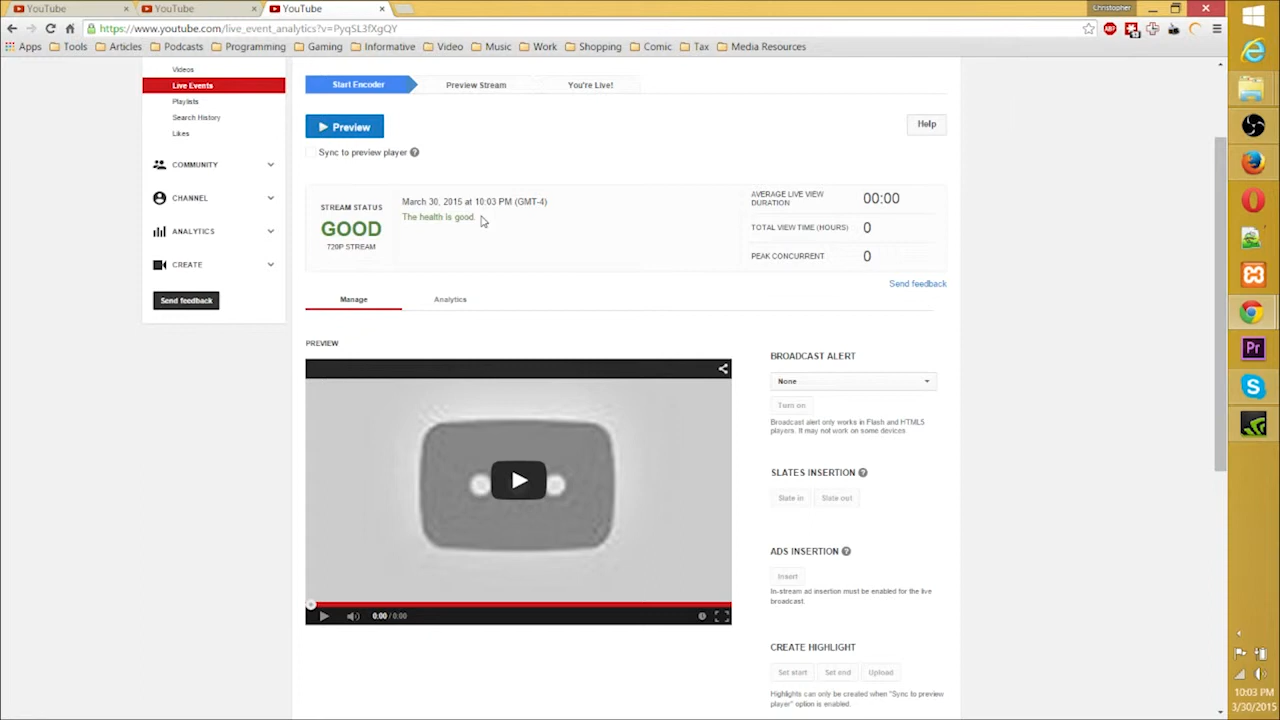 YouTube
YouTube
YouTube
Christopher
https://www.youtube.com/live_event_analytics?v=PyqSL3fXgQY
Apps Tools Articles Podcasts Programming Gaming Informative Video Music Work Shopping Comic Tax Media Resources
Videos
Live Events
Playlists
Search History
Likes
COMMUNITY
CHANNEL
ANALYTICS
CREATE
Send feedback
Start Encoder Preview Stream You're Live!
Preview
Help
Sync to preview player ?
STREAM STATUS
GOOD
720P STREAM
March 30, 2015 at 10:03 PM (GMT-4)
The health is good.
AVERAGE LIVE VIEW
DURATION
00:00
TOTAL VIEW TIME (HOURS) 0
PEAK CONCURRENT 0
Send feedback
Manage Analytics
PREVIEW
0:00 / 0:00
BROADCAST ALERT
None
Turn on
Broadcast alert only works in Flash and HTML5
players. It may not work on some devices.
SLATES INSERTION ?
Slate in Slate out
ADS INSERTION ?
Insert
In-stream ad insertion must be enabled for the live
broadcast.
CREATE HIGHLIGHT
Set start Set end Upload
Highlights can only be created when "Sync to preview
player" option is enabled.
Pr
10:03 PM
3/30/2015